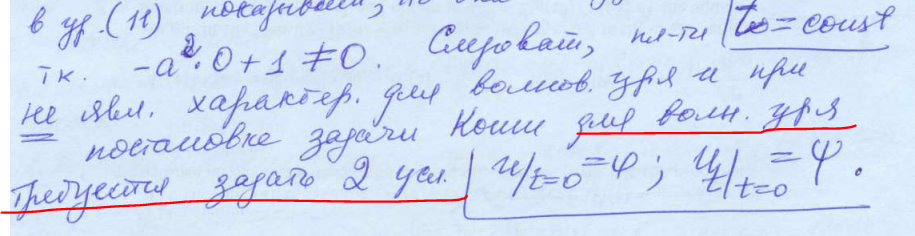 в ур. (11) показывает, что
т.к. -a²·0+1≠0. Следоват., пл-ти t₀=const
не явл. характер. для волнов. ур-я и при
постановке задачи Коши для волн. ур-я
требуется задать 2 усл. u/t=0=φ; u_t/t=0=ψ.